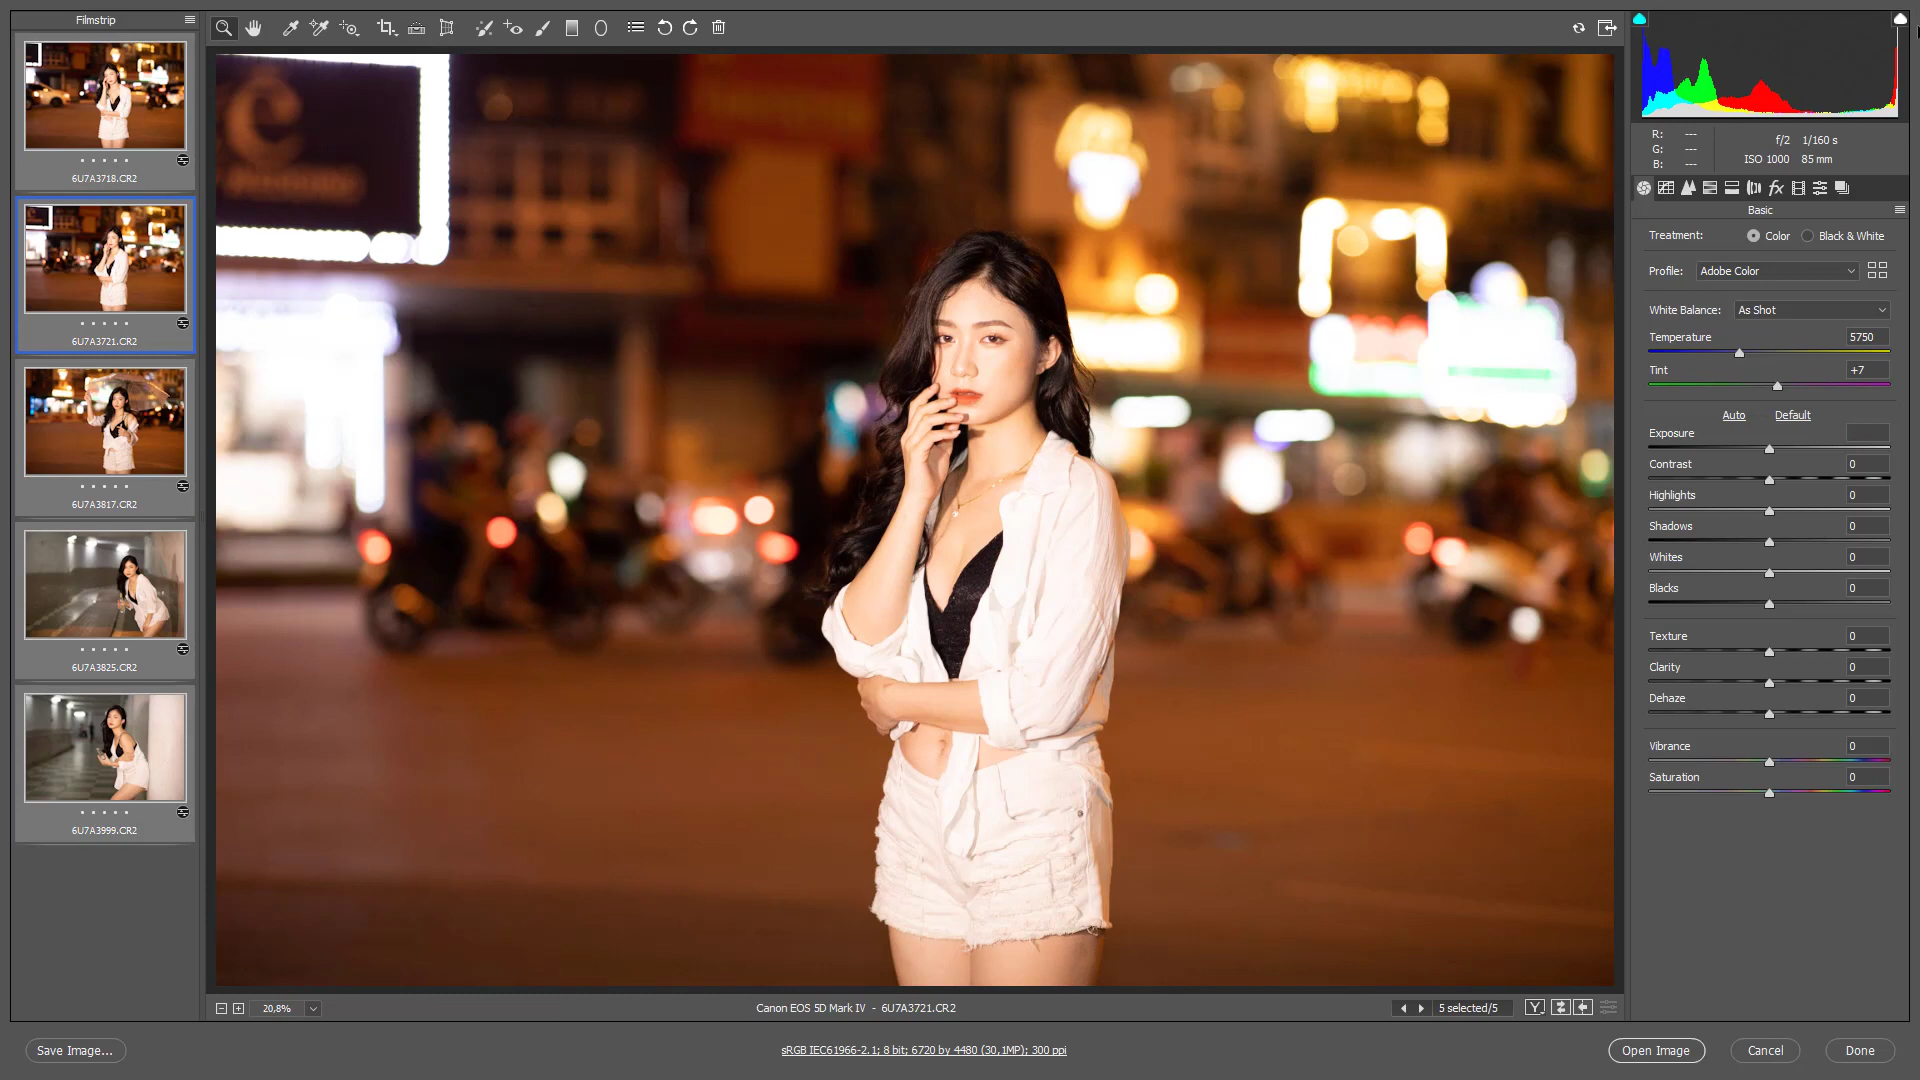 Filmstrip
6U7A3718.CR2
6U7A3721.CR2
6U7A3817.CR2
6U7A3825.CR2
6U7A3999.CR2
R: ---
G: ---
B: ---
f/2 1/160 s
ISO 1000 85 mm
fx
Basic
Treatment: Color Black & White
Profile: Adobe Color
White Balance: As Shot
Temperature 5750
Tint +7
Auto Default
Exposure
Contrast 0
Highlights 0
Shadows 0
Whites 0
Blacks 0
Texture 0
Clarity 0
Dehaze 0
Vibrance 0
Saturation 0
20,8%
Canon EOS 5D Mark IV - 6U7A3721.CR2
5 selected/5
Y
Save Image...
sRGB IEC61966-2.1; 8 bit; 6720 by 4480 (30,1MP); 300 ppi
Open Image
Cancel
Done